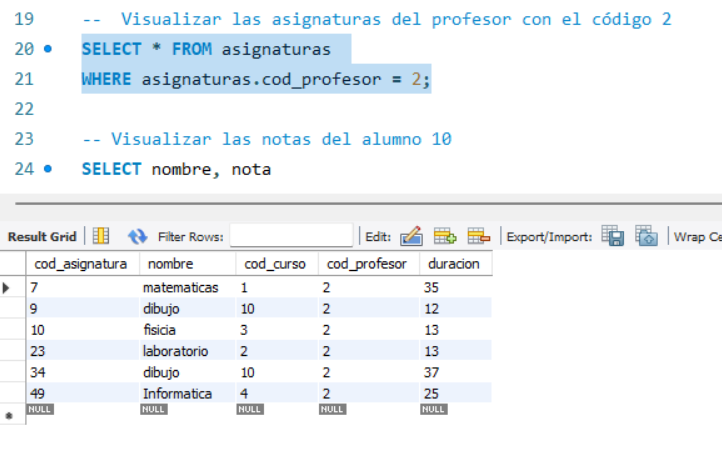 19 -- Visualizar las asignaturas del profesor con el código 2
20 SELECT * FROM asignaturas
21 WHERE asignaturas.cod_profesor = 2;
22
23 -- Visualizar las notas del alumno 10
24 SELECT nombre, nota
Result Grid Filter Rows: Edit: Export/Import: Wrap Ce
cod_asignatura nombre cod_curso cod_profesor duracion
7 matematicas 1 2 35
9 dibujo 10 2 12
10 fisicia 3 2 13
23 laboratorio 2 2 13
34 dibujo 10 2 37
49 Informatica 4 2 25
NULL NULL NULL NULL NULL